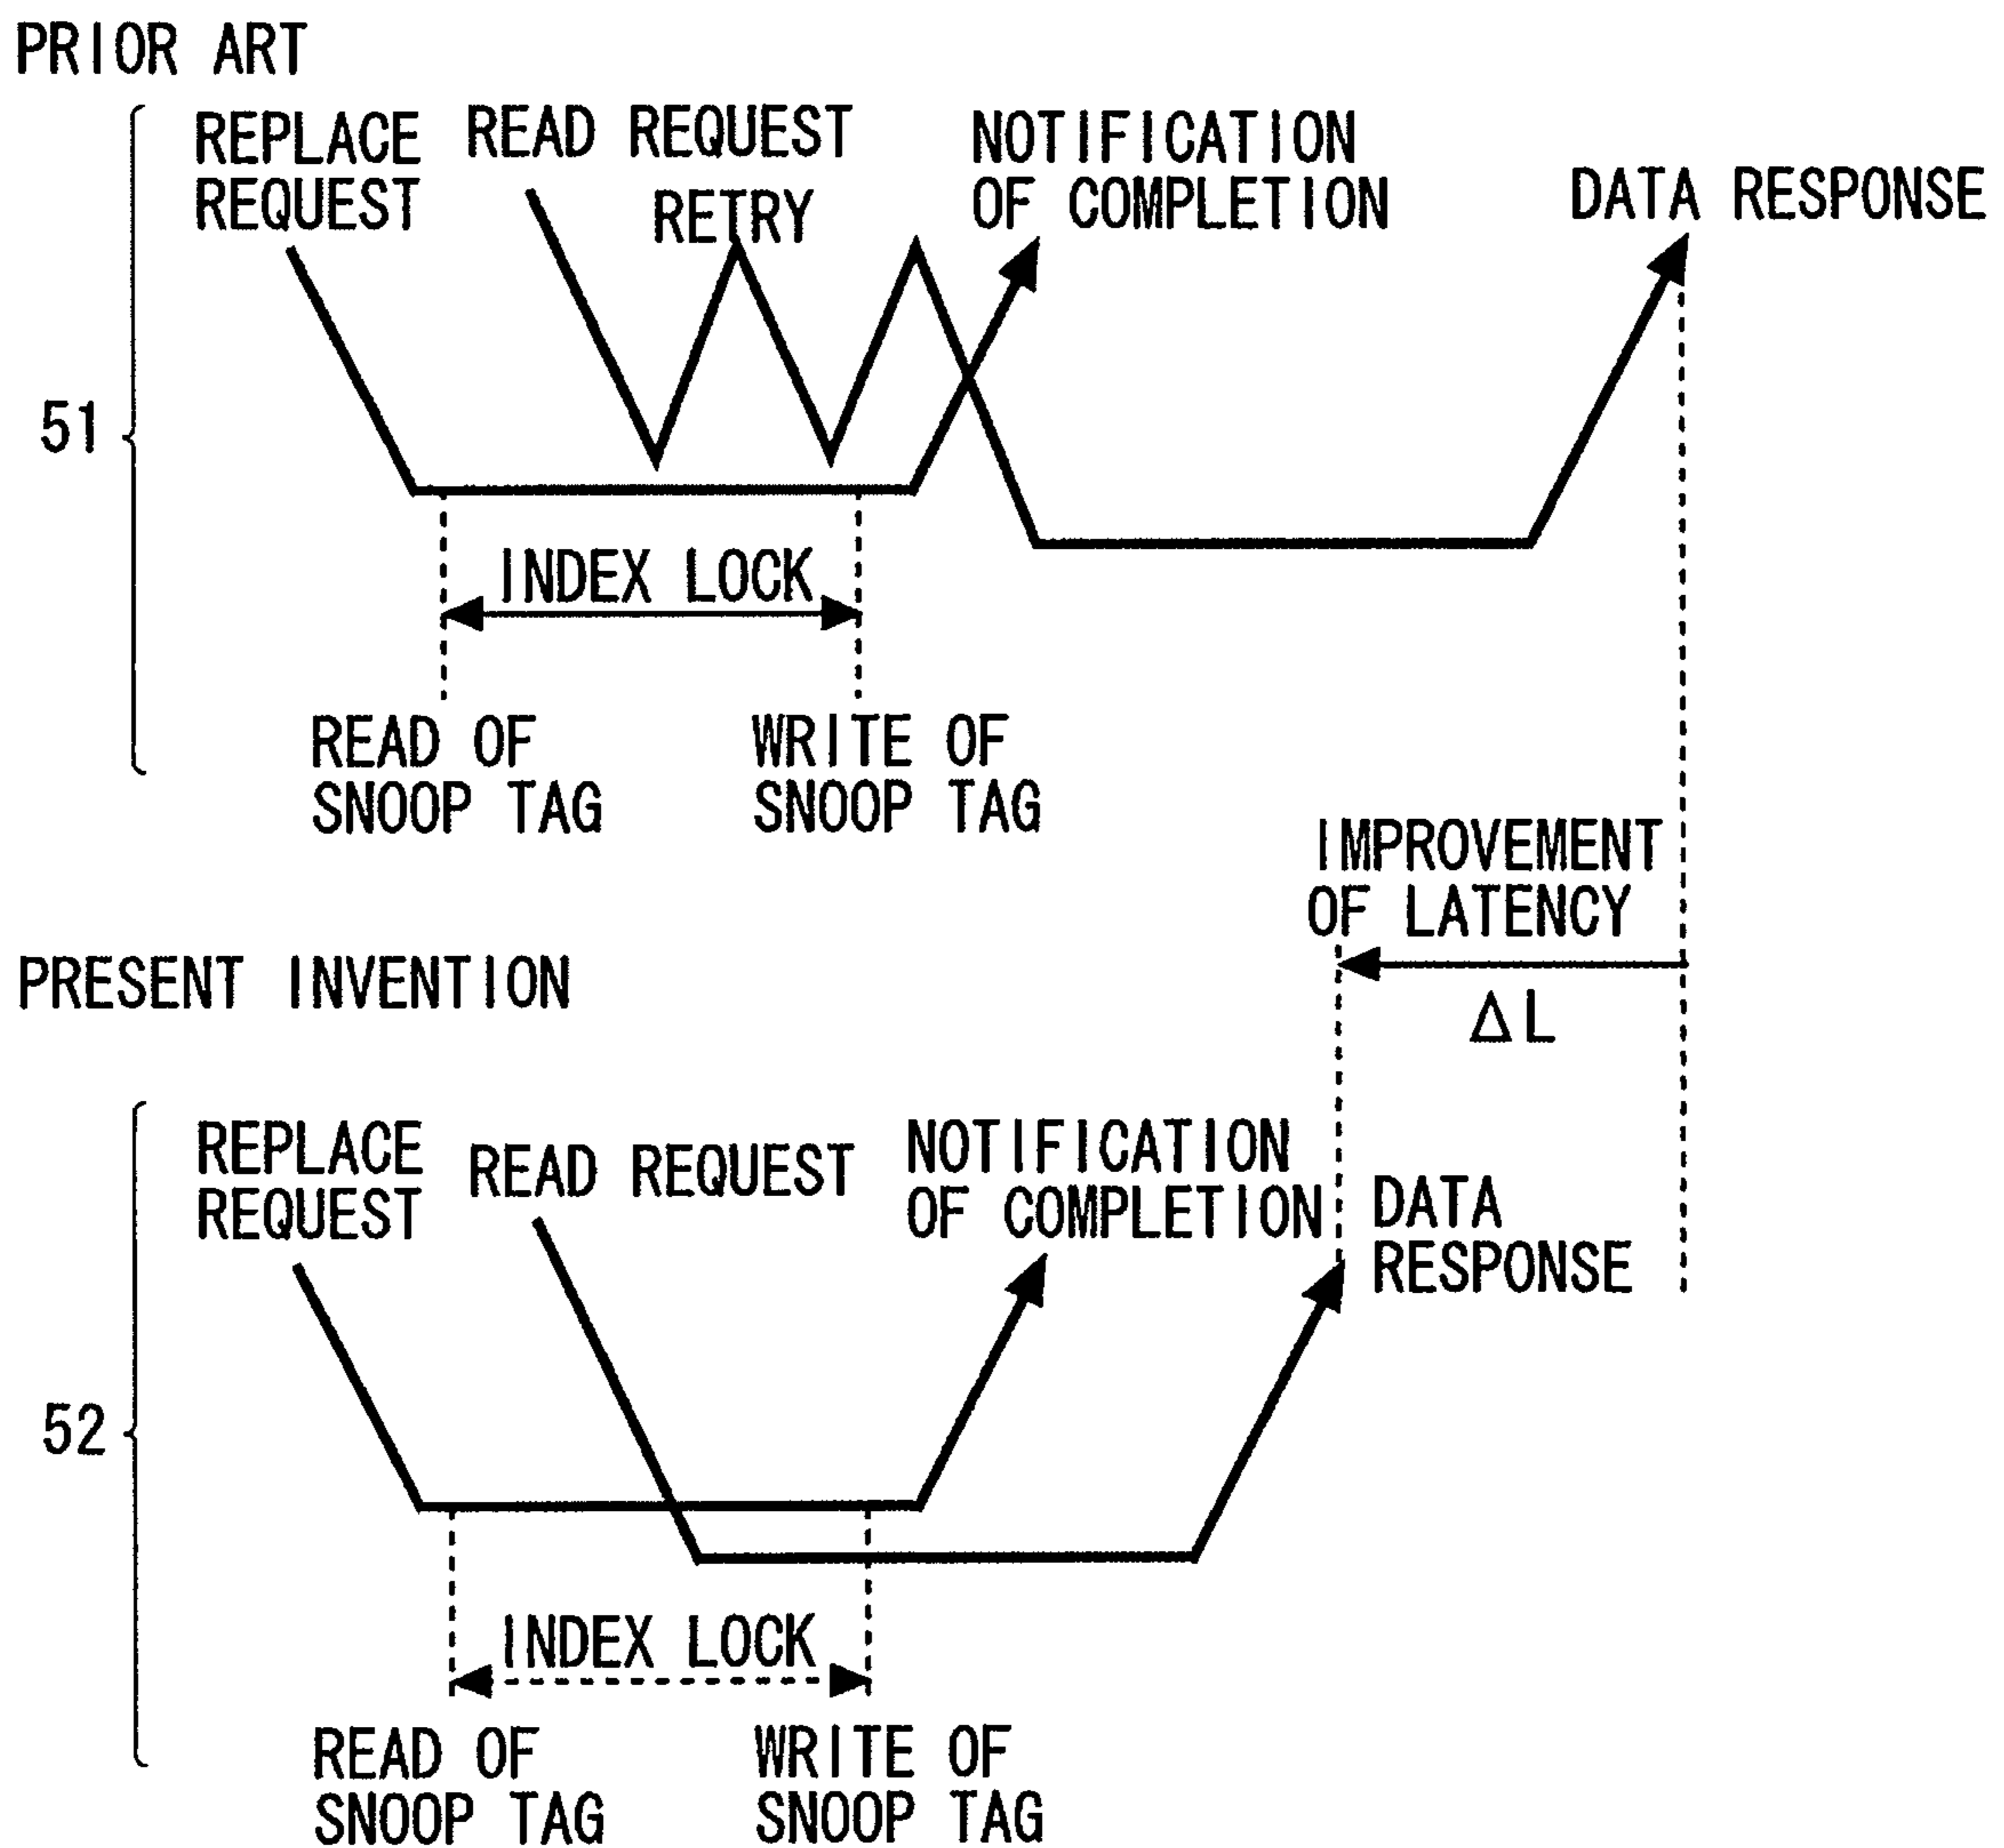 PRIOR ART
REPLACE
REQUEST
READ REQUEST
RETRY
NOTIFICATION
OF COMPLETION
DATA RESPONSE
51
INDEX LOCK
READ OF
SNOOP TAG
WRITE OF
SNOOP TAG
IMPROVEMENT
OF LATENCY
ΔL
PRESENT INVENTION
REPLACE
REQUEST
READ REQUEST
NOTIFICATION
OF COMPLETION
DATA
RESPONSE
52
INDEX LOCK
READ OF
SNOOP TAG
WRITE OF
SNOOP TAG